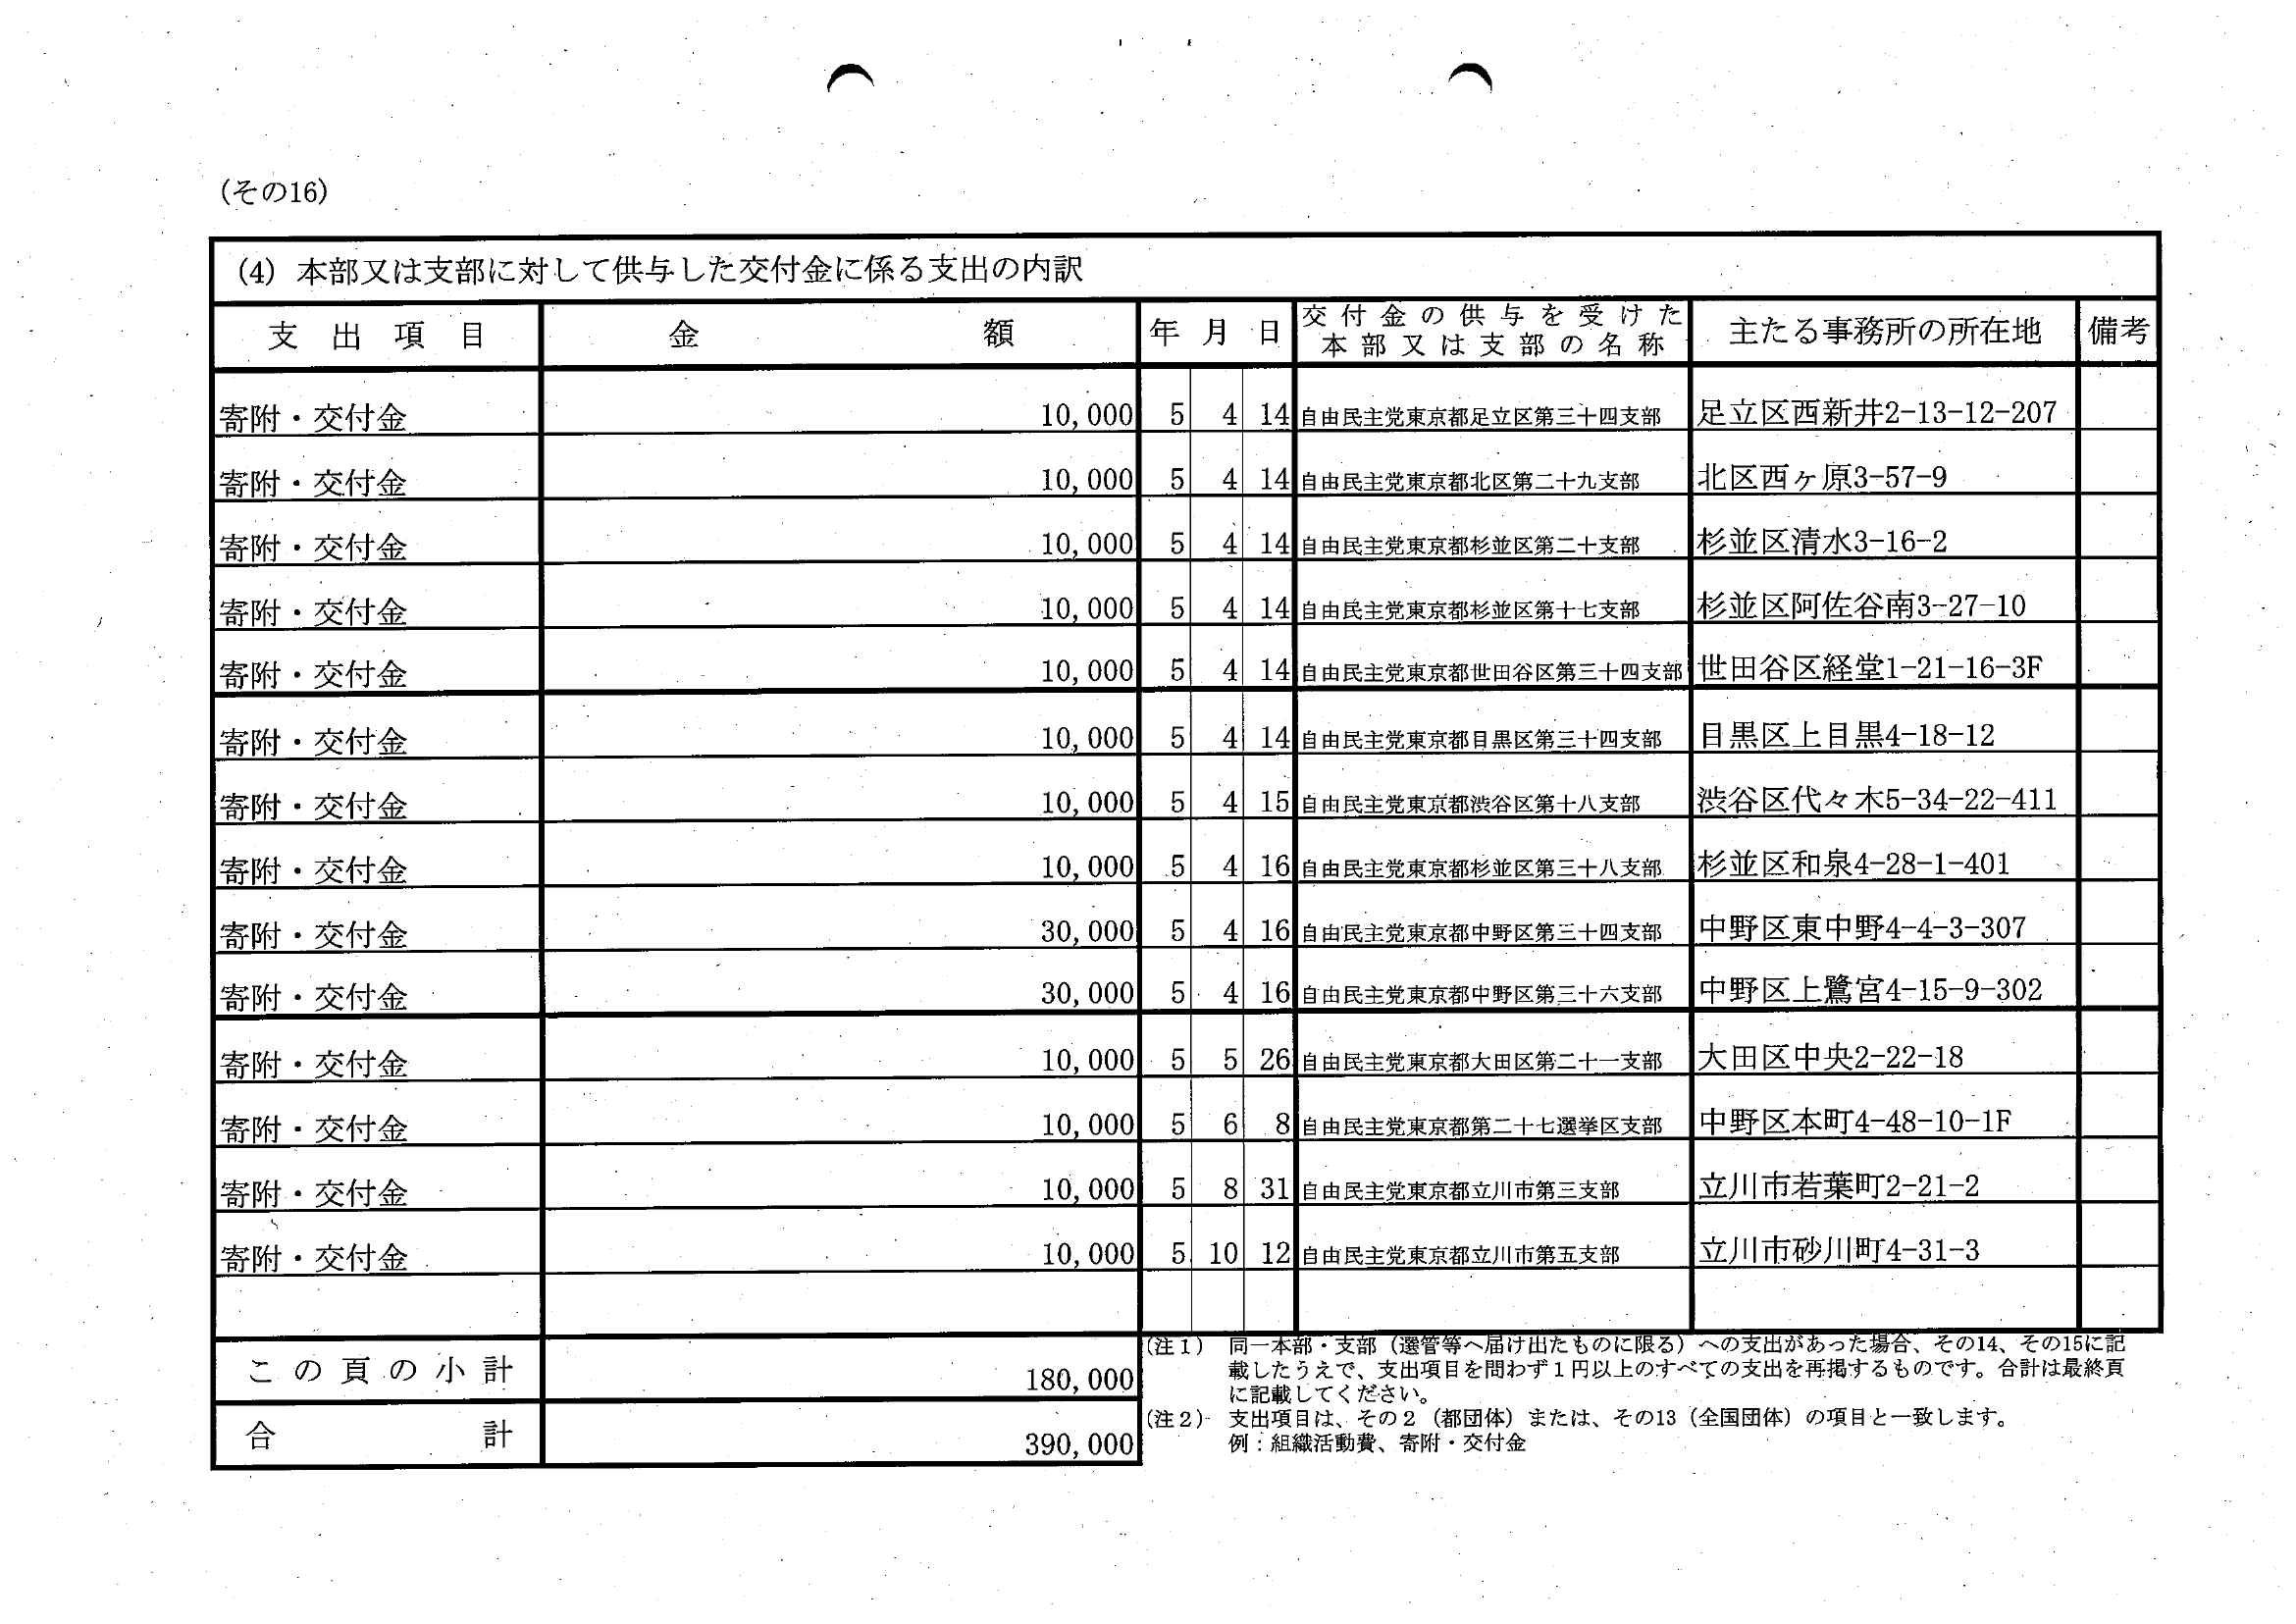 (その16)
(4) 本部又は支部に対して供与した交付金に係る支出の内訳
支出項目 金額 年 月 日 交付金の供与を受けた本部又は支部の名称 主たる事務所の所在地 備考
寄附・交付金 10,000 5 4 14 自由民主党東京都足立区第三十四支部 足立区西新井2-13-12-207
寄附・交付金 10,000 5 4 14 自由民主党東京都北区第二十九支部 北区西ヶ原3-57-9
寄附・交付金 10,000 5 4 14 自由民主党東京都杉並区第二十支部 杉並区清水3-16-2
寄附・交付金 10,000 5 4 14 自由民主党東京都杉並区第十七支部 杉並区阿佐谷南3-27-10
寄附・交付金 10,000 5 4 14 自由民主党東京都世田谷区第三十四支部 世田谷区経堂1-21-16-3F
寄附・交付金 10,000 5 4 14 自由民主党東京都目黒区第三十四支部 目黒区上目黒4-18-12
寄附・交付金 10,000 5 4 15 自由民主党東京都渋谷区第十八支部 渋谷区代々木5-34-22-411
寄附・交付金 10,000 5 4 16 自由民主党東京都杉並区第三十八支部 杉並区和泉4-28-1-401
寄附・交付金 30,000 5 4 16 自由民主党東京都中野区第三十四支部 中野区東中野4-4-3-307
寄附・交付金 30,000 5 4 16 自由民主党東京都中野区第三十六支部 中野区上鷺宮4-15-9-302
寄附・交付金 10,000 5 5 26 自由民主党東京都大田区第二十一支部 大田区中央2-22-18
寄附・交付金 10,000 5 6 8 自由民主党東京都第二十七選挙区支部 中野区本町4-48-10-1F
寄附・交付金 10,000 5 8 31 自由民主党東京都立川市第三支部 立川市若葉町2-21-2
寄附・交付金 10,000 5 10 12 自由民主党東京都立川市第五支部 立川市砂川町4-31-3
この頁の小計 180,000
合計 390,000
(注1) 同一本部・支部（選管等へ届け出たものに限る）への支出があった場合、その14、その15に記
載したうえで、支出項目を問わず1円以上のすべての支出を再掲するものです。合計は最終頁
に記載してください。
(注2) 支出項目は、その2（都団体）または、その13（全国団体）の項目と一致します。
例：組織活動費、寄附・交付金